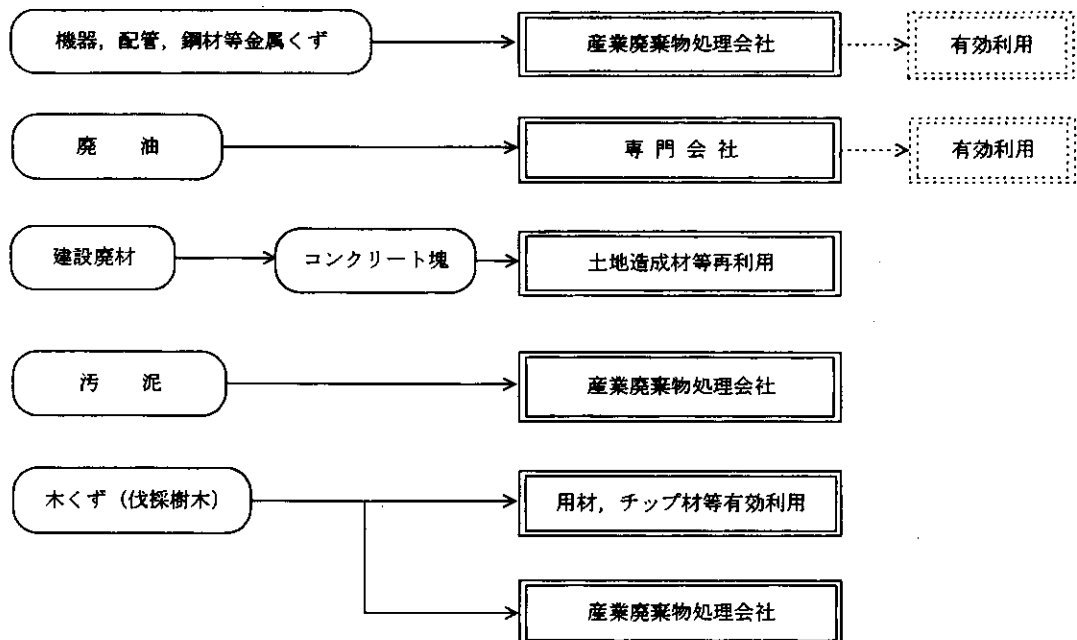 機器，配管，鋼材等金属くず
産業廃棄物処理会社
有効利用
廃 油
専門会社
有効利用
建設廃材
コンクリート塊
土地造成材等再利用
汚 泥
産業廃棄物処理会社
木くず（伐採樹木）
用材，チップ材等有効利用
産業廃棄物処理会社